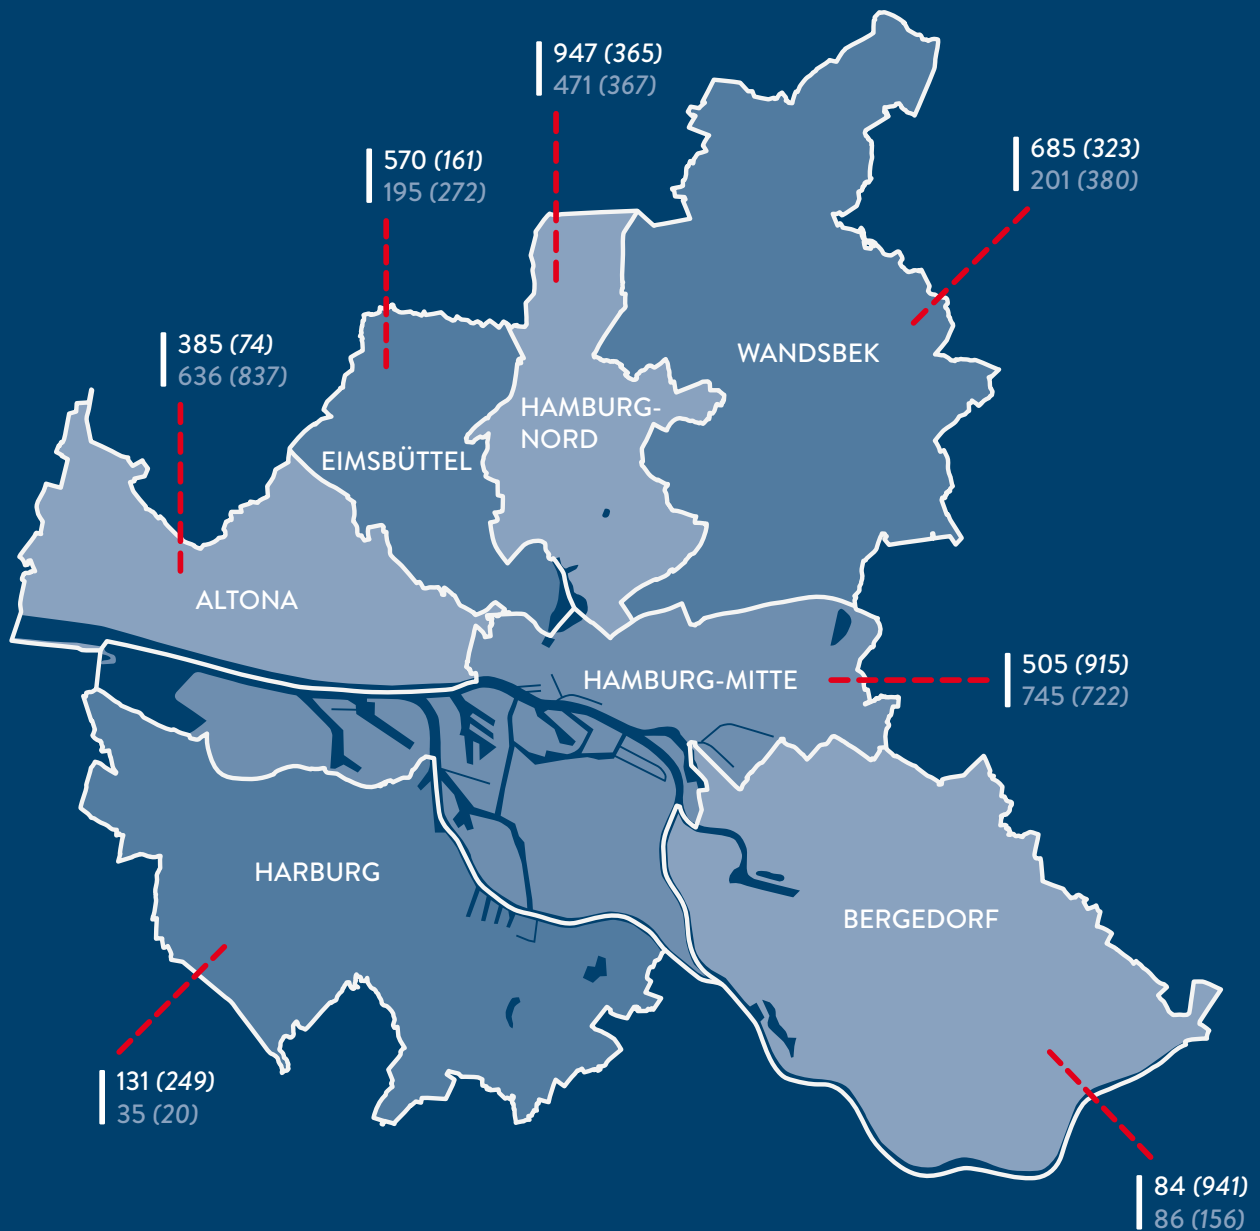 947 (365)
471 (367)
570 (161)
195 (272)
685 (323)
201 (380)
385 (74)
636 (837)
WANDSBEK
HAMBURG-
NORD
EIMSBÜTTEL
ALTONA
HAMBURG-MITTE
505 (915)
745 (722)
HARBURG
BERGEDORF
131 (249)
35 (20)
84 (941)
86 (156)